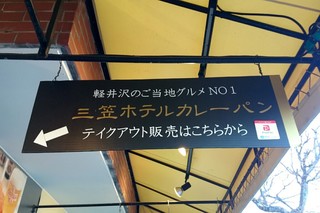 軽井沢のご当地グルメNO1
三笠ホテルカレーパン
テイクアウト販売はこちらから